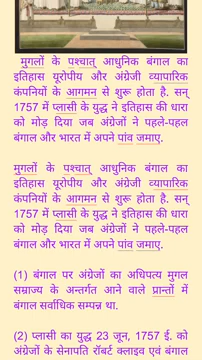 मुगलों के पश्चात् आधुनिक बंगाल का
इतिहास यूरोपीय और अंग्रेजी व्यापारिक
कंपनियों के आगमन से शुरू होता है. सन्
1757 में प्लासी के युद्ध ने इतिहास की धारा
को मोड़ दिया जब अंग्रेजों ने पहले-पहल
बंगाल और भारत में अपने पांव जमाए.
मुगलों के पश्चात् आधुनिक बंगाल का
इतिहास यूरोपीय और अंग्रेजी व्यापारिक
कंपनियों के आगमन से शुरू होता है. सन्
1757 में प्लासी के युद्ध ने इतिहास की धारा
को मोड़ दिया जब अंग्रेजों ने पहले-पहल
बंगाल और भारत में अपने पांव जमाए.
(1) बंगाल पर अंग्रेजों का अधिपत्य मुगल
सम्राज्य के अन्तर्गत आने वाले प्रान्तों में
बंगाल सर्वाधिक सम्पन्न था.
(2) प्लासी का युद्ध 23 जून, 1757 ई. को
अंग्रेजों के सेनापति रॉबर्ट क्लाइव एवं बंगाल